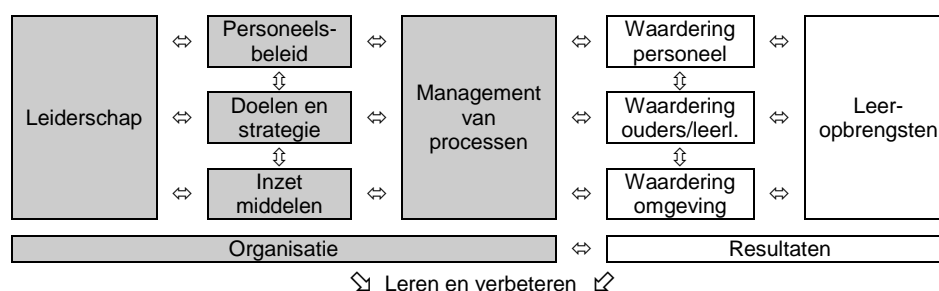 Leiderschap
Personeels-
beleid
Doelen en
strategie
Inzet
middelen
Management
van
processen
Waardering
personeel
Waardering
ouders/leerl.
Waardering
omgeving
Leer-
opbrengsten
Organisatie
Resultaten
Leren en verbeteren